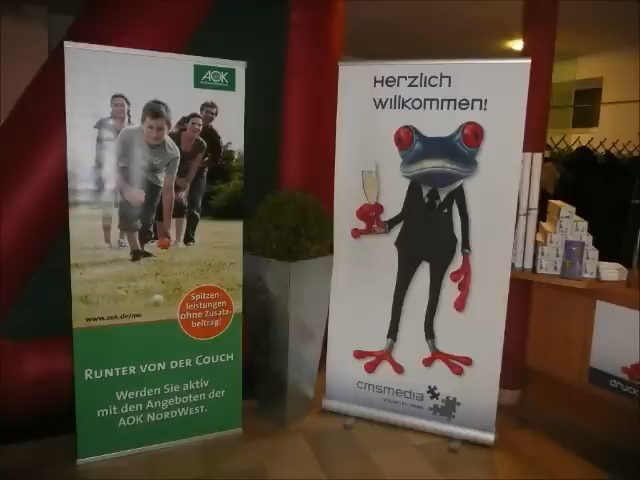 AOK
Spitzen-
leistungen
ohne Zusatz-
beitrag!
www.aok.de/nw
RUNTER VON DER COUCH
Werden Sie aktiv
mit den Angeboten der
AOK NORDWEST.
Herzlich
willkommen!
cmsmedia
druck